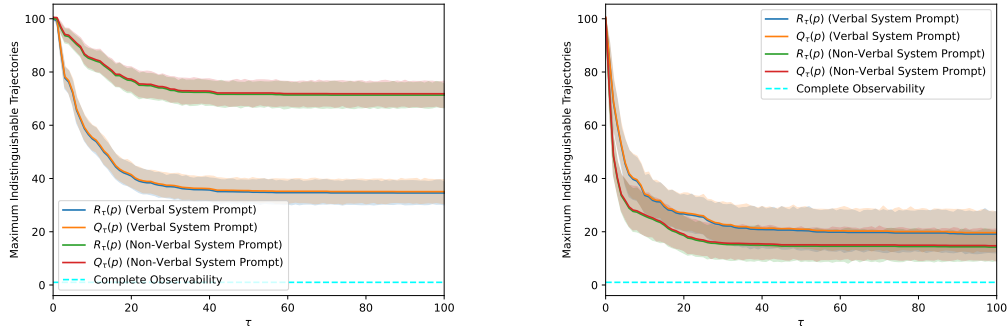 Maximum Indistinguishable Trajectories
100
80
60
40
20
0
R_τ(p) (Verbal System Prompt)
Q_τ(p) (Verbal System Prompt)
R_τ(p) (Non-Verbal System Prompt)
Q_τ(p) (Non-Verbal System Prompt)
Complete Observability
0 20 40 60 80 100
τ
Maximum Indistinguishable Trajectories
100
80
60
40
20
0
R_τ(p) (Verbal System Prompt)
Q_τ(p) (Verbal System Prompt)
R_τ(p) (Non-Verbal System Prompt)
Q_τ(p) (Non-Verbal System Prompt)
Complete Observability
0 20 40 60 80 100
τ